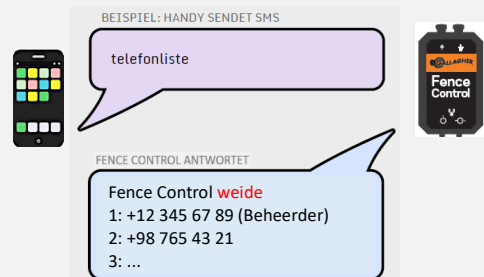 BEISPIEL: HANDY SENDET SMS
telefonliste
GALLAGHER
Fence
Control
FENCE CONTROL ANTWORTET
Fence Control weide
1: +12 345 67 89 (Beheerder)
2: +98 765 43 21
3: ...